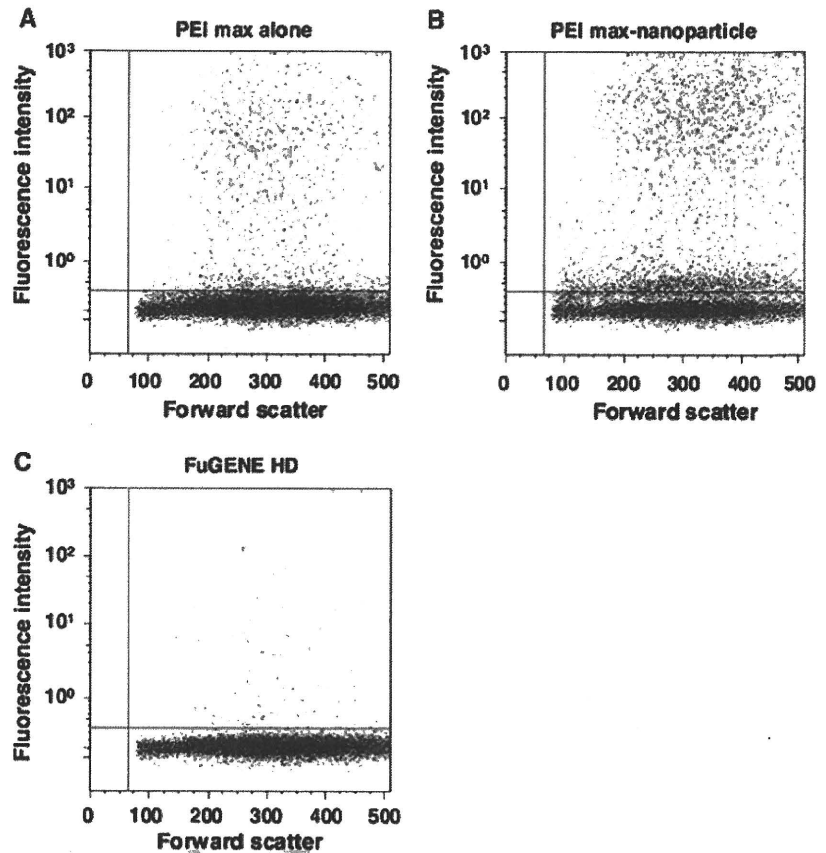 A
PEI max alone
Fluorescence intensity
10³
10²
10¹
10⁰
0 100 200 300 400 500
Forward scatter
B
PEI max-nanoparticle
Fluorescence intensity
10³
10²
10¹
10⁰
0 100 200 300 400 500
Forward scatter
C
FuGENE HD
Fluorescence intensity
10³
10²
10¹
10⁰
0 100 200 300 400 500
Forward scatter